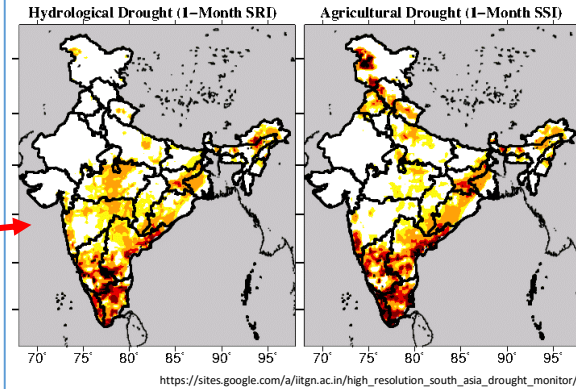 Hydrological Drought (1−Month SRI)
Agricultural Drought (1−Month SSI)
70° 75° 80° 85° 90° 95°
70° 75° 80° 85° 90° 95°
https://sites.google.com/a/iitgn.ac.in/high_resolution_south_asia_drought_monitor/